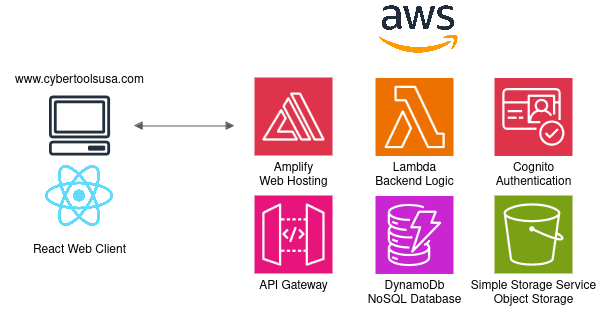 aws
www.cybertoolsusa.com
Amplify
Web Hosting
Lambda
Backend Logic
Cognito
Authentication
React Web Client
API Gateway
DynamoDb
NoSQL Database
Simple Storage Service
Object Storage